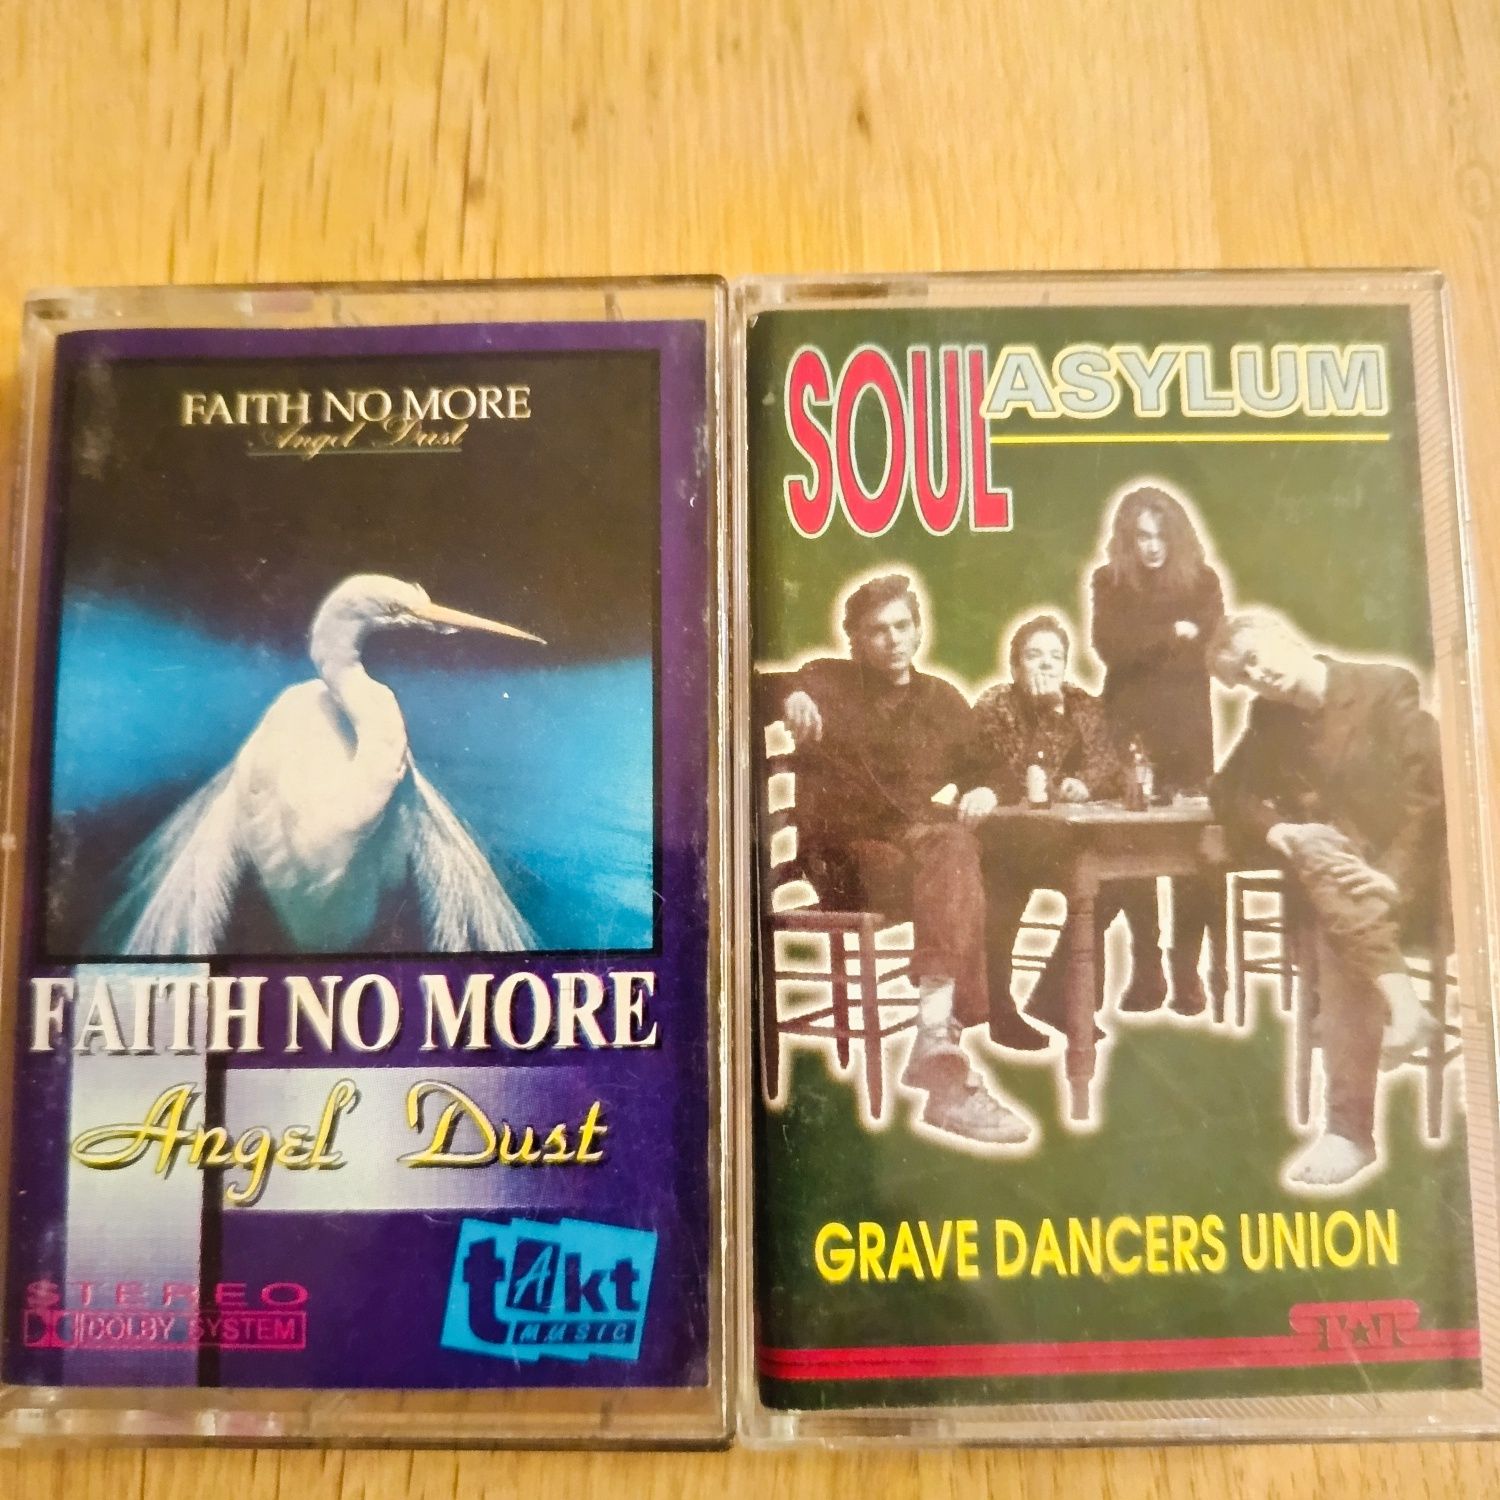 FAITH NO MORE
Angel Dust
FAITH NO MORE
Angel Dust
STEREO
DOLBY SYSTEM
takt
MUSIC
SOUL ASYLUM
GRAVE DANCERS UNION